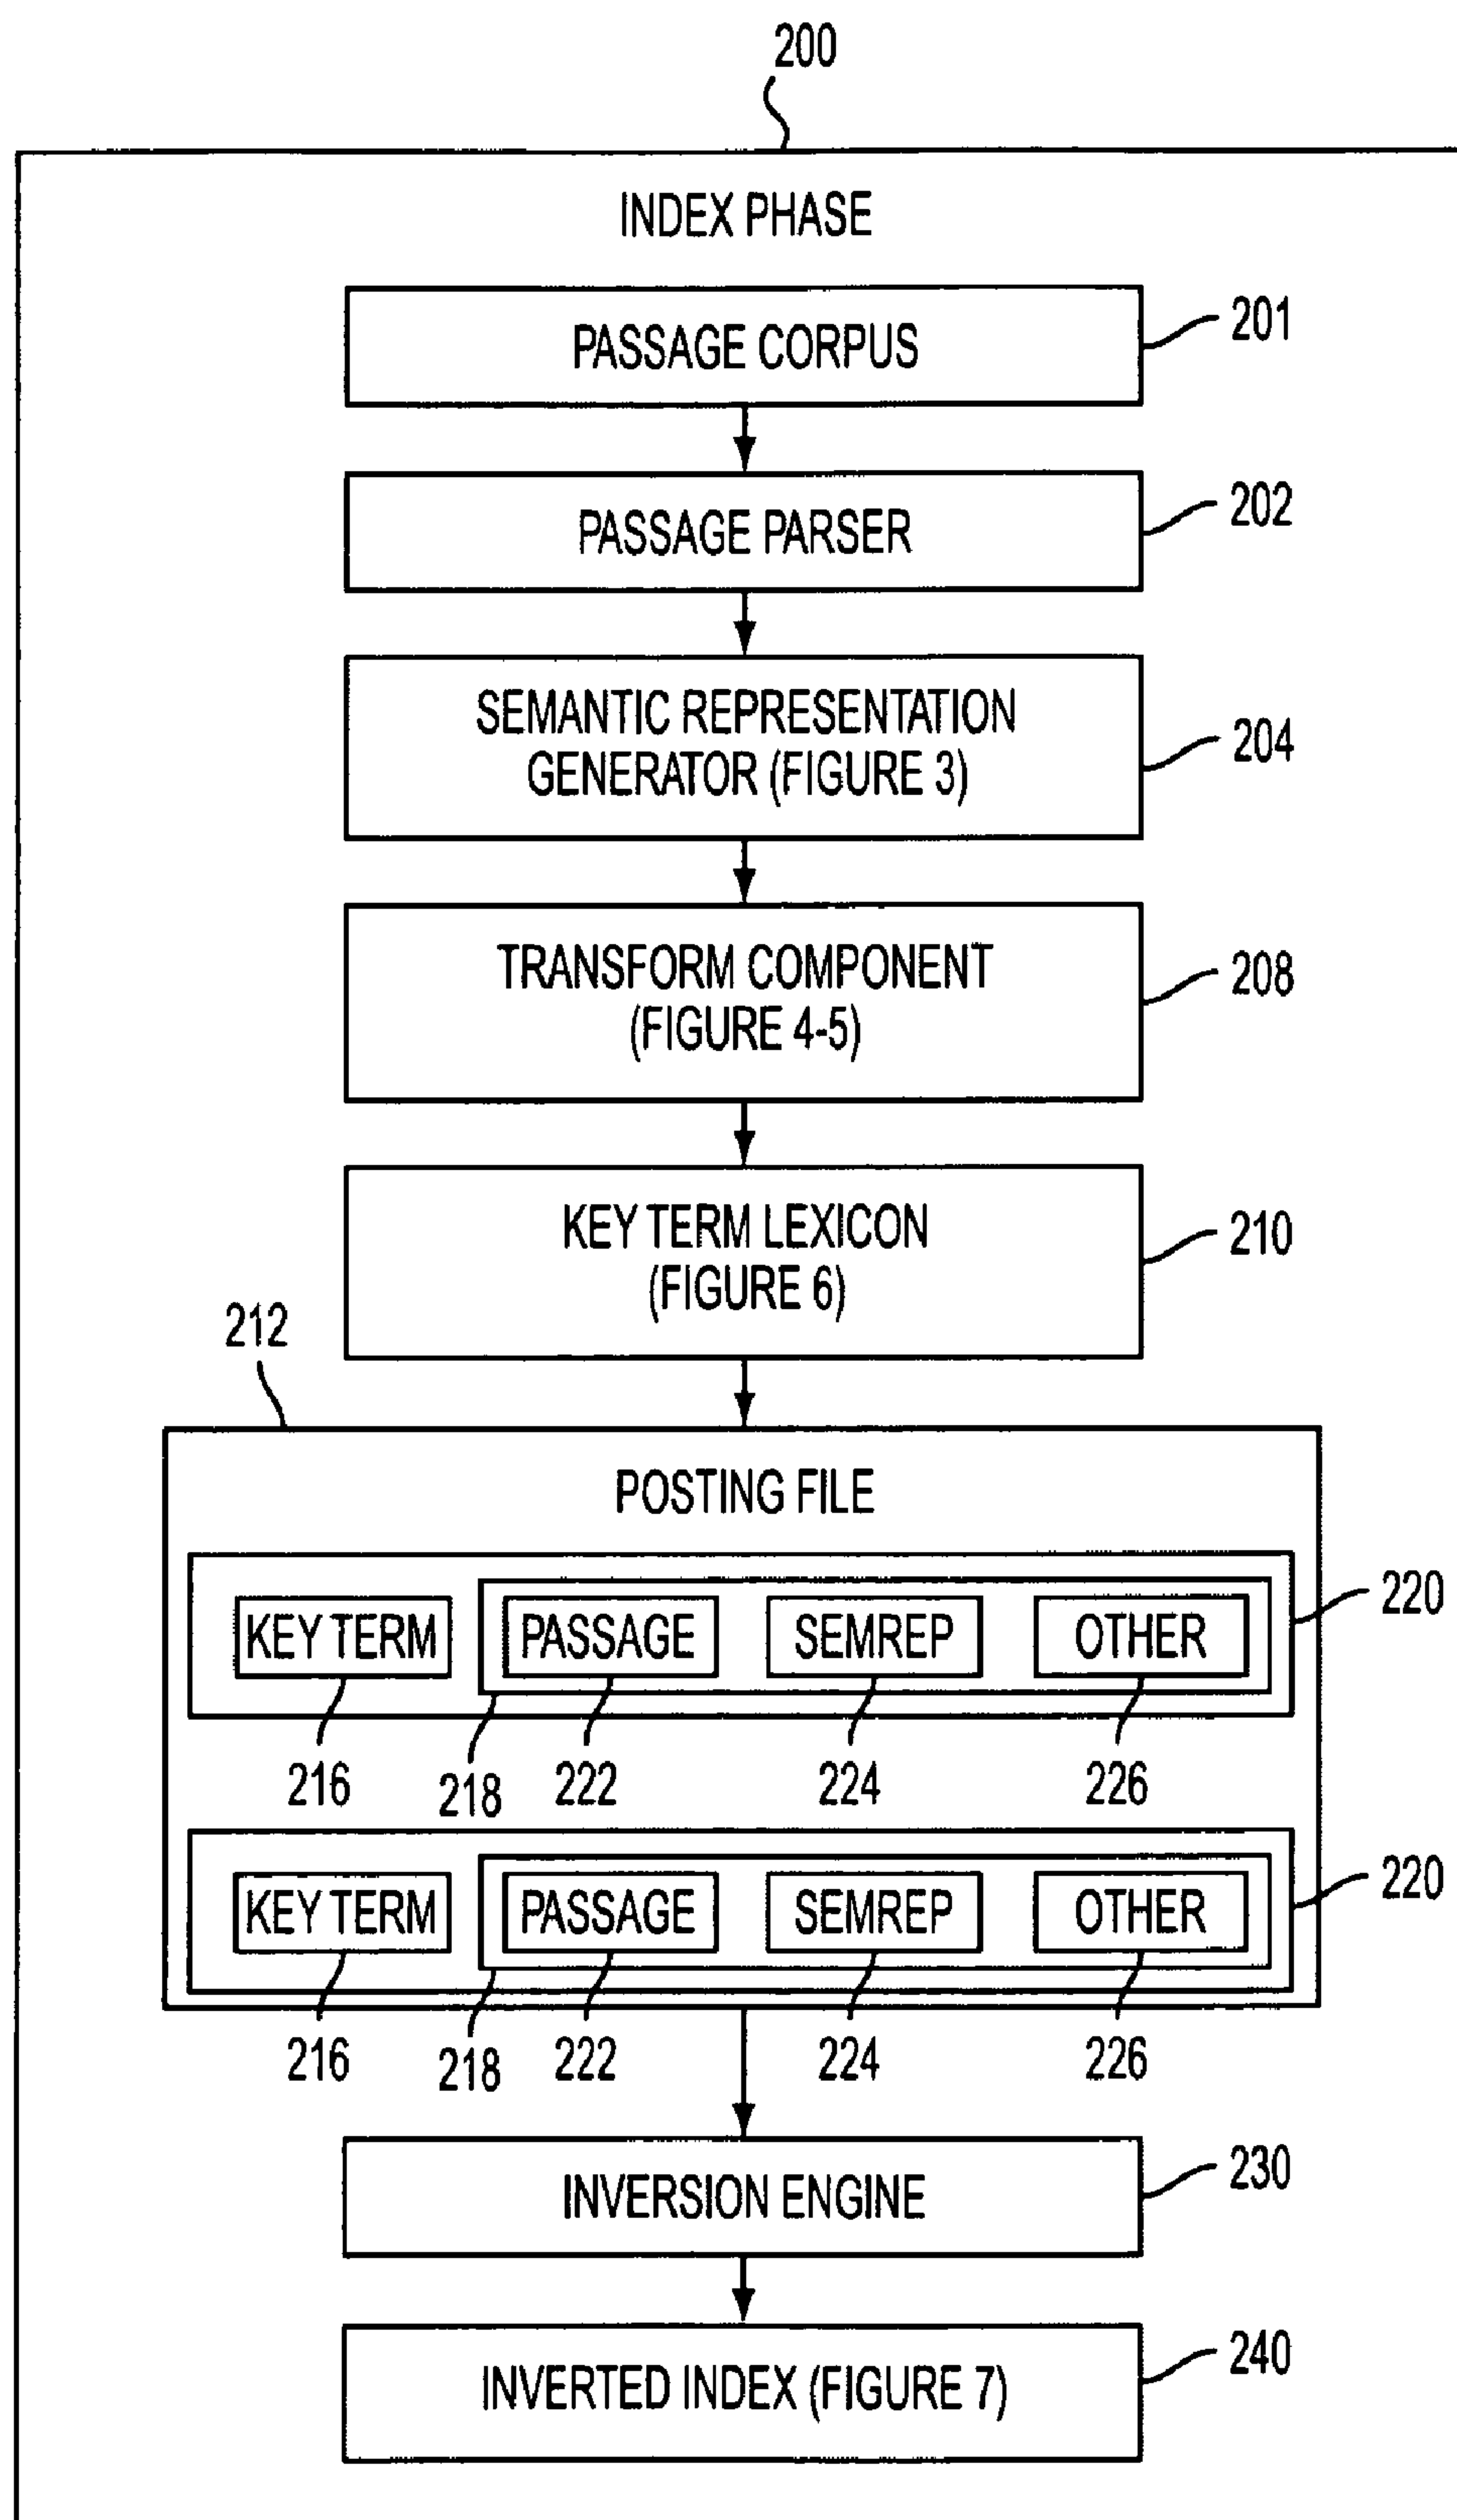 200
INDEX PHASE
PASSAGE CORPUS
201
PASSAGE PARSER
202
SEMANTIC REPRESENTATION
GENERATOR (FIGURE 3)
204
TRANSFORM COMPONENT
(FIGURE 4-5)
208
KEY TERM LEXICON
(FIGURE 6)
210
212
POSTING FILE
KEY TERM PASSAGE SEMREP OTHER
220
216 218 222 224 226
KEY TERM PASSAGE SEMREP OTHER
220
216 218 222 224 226
INVERSION ENGINE
230
INVERTED INDEX (FIGURE 7)
240